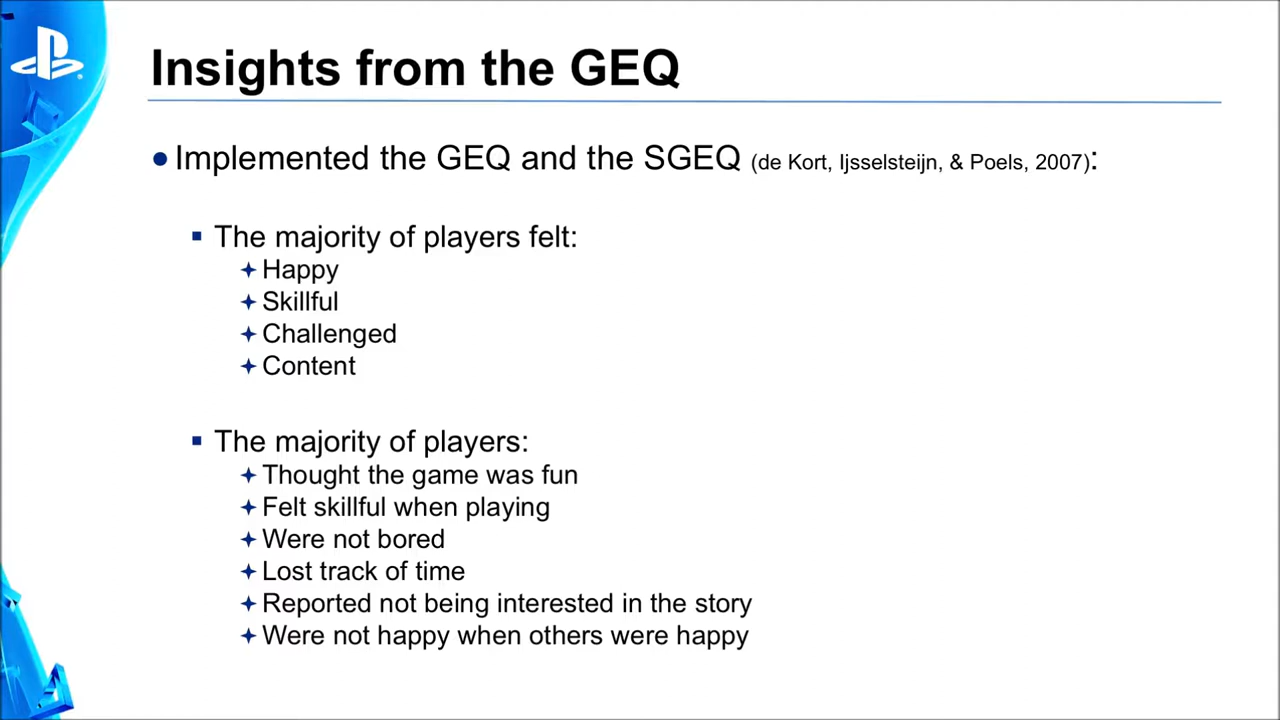 Insights from the GEQ
●Implemented the GEQ and the SGEQ (de Kort, Ijsselsteijn, & Poels, 2007):
▪ The majority of players felt:
✦Happy
✦Skillful
✦Challenged
✦Content
▪ The majority of players:
✦Thought the game was fun
✦Felt skillful when playing
✦Were not bored
✦Lost track of time
✦Reported not being interested in the story
✦Were not happy when others were happy